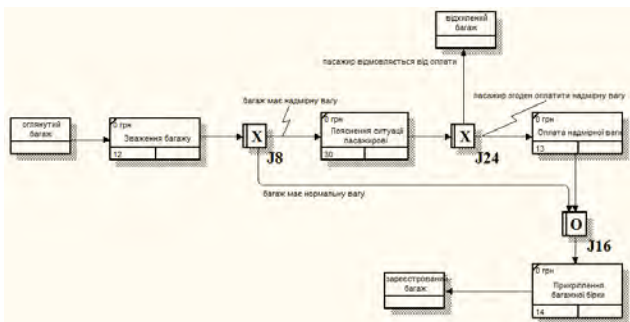 відхилений
багаж
пасажир відмовляється від оплати
пасажир згоден оплатити надмірну вагу
багаж має надмірну вагу
оглянутий
багаж
0 грн
Зваження багажу
12
X
J8
0 грн
Пояснення ситуації
пасажирові
30
X
J24
0 грн
Оплата надмірної ваги
13
багаж має нормальну вагу
O
J16
0 грн
Прикріплення
багажної бірки
14
зареєстрований
багаж